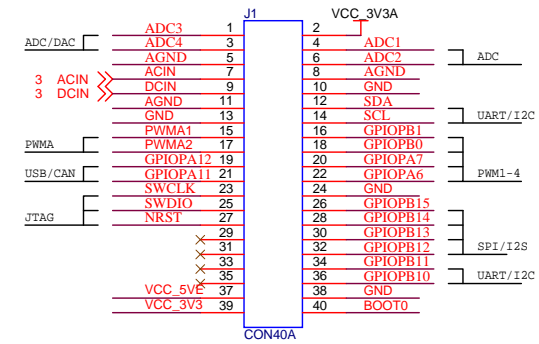 J1 VCC_3V3A
ADC3 1 2
ADC/DAC ADC4 3 4 ADC1
AGND 5 6 ADC2 ADC
3 ACIN ACIN 7 8 AGND
3 DCIN DCIN 9 10 GND
AGND 11 12 SDA
GND 13 14 SCL UART/I2C
PWMA1 15 16 GPIOPB1
PWMA PWMA2 17 18 GPIOPB0
GPIOPA12 19 20 GPIOPA7
USB/CAN GPIOPA11 21 22 GPIOPA6 PWM1-4
SWCLK 23 24 GND
SWDIO 25 26 GPIOPB15
JTAG NRST 27 28 GPIOPB14
29 30 GPIOPB13
31 32 GPIOPB12 SPI/I2S
33 34 GPIOPB11
35 36 GPIOPB10 UART/I2C
VCC_5VE 37 38 GND
VCC_3V3 39 40 BOOT0
CON40A